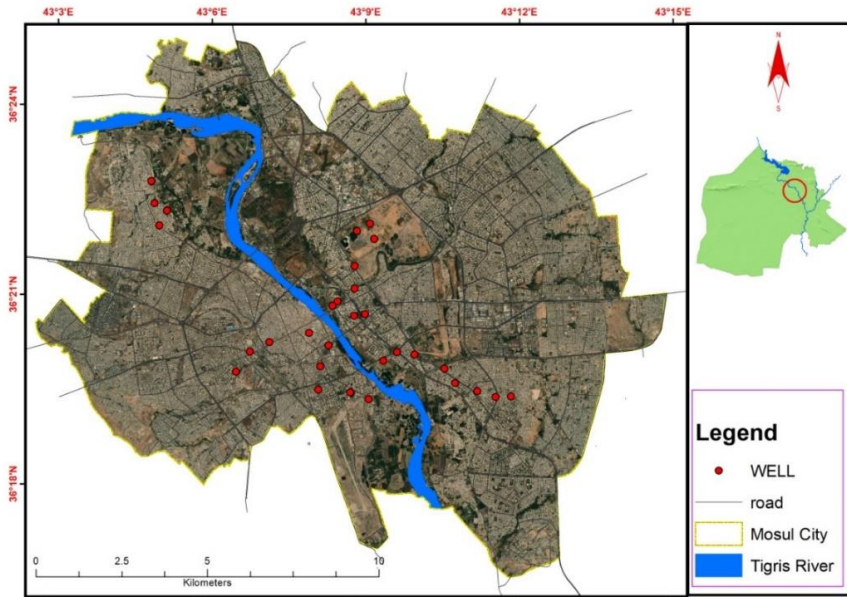 43°3'E 43°6'E 43°9'E 43°12'E 43°15'E
36°24'N
36°21'N
36°18'N
0 2.5 5 10
Kilometers
N
S
Legend
WELL
road
Mosul City
Tigris River